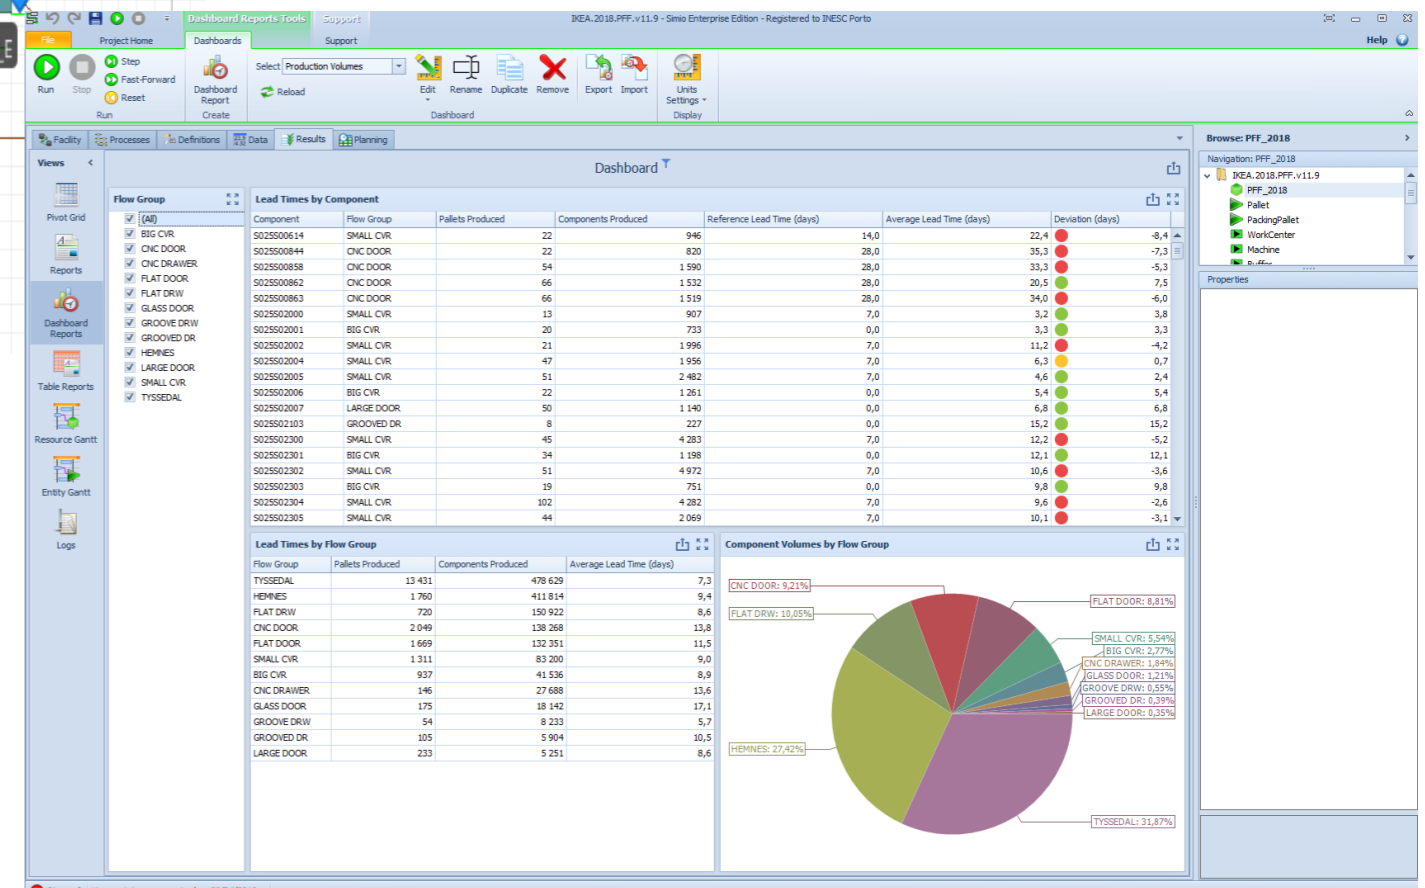 Dashboard Reports Tools Support IKEA.2018.PFF.v11.9 - Simio Enterprise Edition - Registered to INESC Porto
File Project Home Dashboards Support Help
Run Stop Step Fast-Forward Reset
Run
Dashboard Report
Create
Select Production Volumes
Reload
Edit Rename Duplicate Remove Export Import
Dashboard
Units Settings
Display
Facility Processes Definitions Data Results Planning
Views
Pivot Grid
Reports
Dashboard Reports
Table Reports
Resource Gantt
Entity Gantt
Logs
Dashboard
Flow Group
(All)
BIG CVR
CNC DOOR
CNC DRAWER
FLAT DOOR
FLAT DRW
GLASS DOOR
GROOVE DRW
GROOVED DR
HEMNES
LARGE DOOR
SMALL CVR
TYSSEDAL
Lead Times by Component
Component Flow Group Pallets Produced Components Produced Reference Lead Time (days) Average Lead Time (days) Deviation (days)
S025S00614 SMALL CVR 22 946 14,0 22,4 -8,4
S025S00844 CNC DOOR 22 820 28,0 35,3 -7,3
S025S00858 CNC DOOR 54 1 590 28,0 33,3 -5,3
S025S00862 CNC DOOR 66 1 532 28,0 20,5 7,5
S025S00863 CNC DOOR 66 1 519 28,0 34,0 -6,0
S025S02000 SMALL CVR 13 907 7,0 3,2 3,8
S025S02001 BIG CVR 20 733 0,0 3,3 3,3
S025S02002 SMALL CVR 21 1 996 7,0 11,2 -4,2
S025S02004 SMALL CVR 47 1 956 7,0 6,3 0,7
S025S02005 SMALL CVR 51 2 482 7,0 4,6 2,4
S025S02006 BIG CVR 22 1 261 0,0 5,4 5,4
S025S02007 LARGE DOOR 50 1 140 0,0 6,8 6,8
S025S02103 GROOVED DR 8 227 0,0 15,2 15,2
S025S02300 SMALL CVR 45 4 283 7,0 12,2 -5,2
S025S02301 BIG CVR 34 1 198 0,0 12,1 12,1
S025S02302 SMALL CVR 51 4 972 7,0 10,6 -3,6
S025S02303 BIG CVR 19 751 0,0 9,8 9,8
S025S02304 SMALL CVR 102 4 282 7,0 9,6 -2,6
S025S02305 SMALL CVR 44 2 069 7,0 10,1 -3,1
Lead Times by Flow Group
Flow Group Pallets Produced Components Produced Average Lead Time (days)
TYSSEDAL 13 431 478 629 7,3
HEMNES 1 760 411 814 9,4
FLAT DRW 720 150 922 8,6
CNC DOOR 2 049 138 268 13,8
FLAT DOOR 1 669 132 351 11,5
SMALL CVR 1 311 83 200 9,0
BIG CVR 937 41 536 8,9
CNC DRAWER 146 27 688 13,6
GLASS DOOR 175 18 142 17,1
GROOVE DRW 54 8 233 5,7
GROOVED DR 105 5 904 10,5
LARGE DOOR 233 5 251 8,6
Component Volumes by Flow Group
CNC DOOR: 9,21%
FLAT DRW: 10,05%
HEMNES: 27,42%
FLAT DOOR: 8,81%
SMALL CVR: 5,54%
BIG CVR: 2,77%
CNC DRAWER: 1,84%
GLASS DOOR: 1,21%
GROOVE DRW: 0,55%
GROOVED DR: 0,39%
LARGE DOOR: 0,35%
TYSSEDAL: 31,87%
Browse: PFF_2018
Navigation: PFF_2018
IKEA.2018.PFF.v11.9
PFF_2018
Pallet
PackingPallet
WorkCenter
Machine
Buffer
Properties